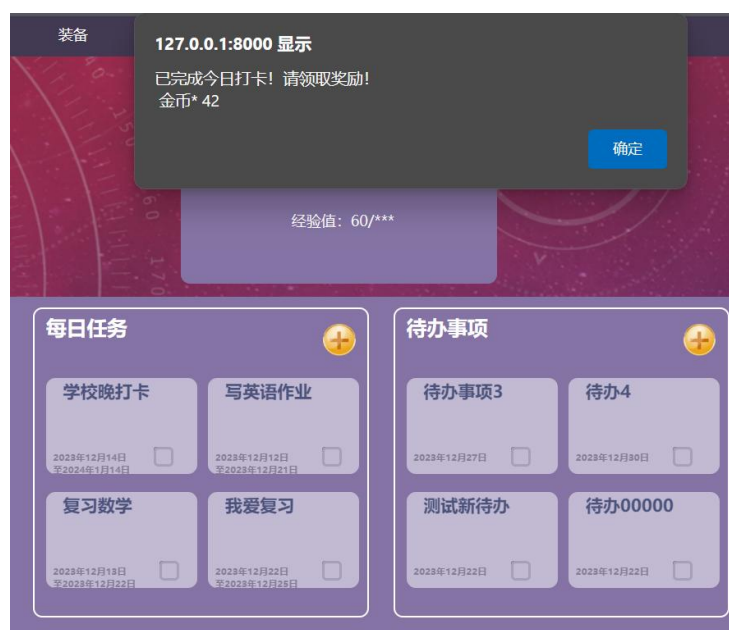 装备
127.0.0.1:8000 显示
已完成今日打卡！请领取奖励！
金币* 42
确定
经验值：60/***
每日任务
待办事项
学校晚打卡
写英语作业
待办事项3
待办4
2023年12月14日
至2024年1月14日
2023年12月12日
至2023年12月21日
2023年12月27日
2023年12月30日
复习数学
我爱复习
测试新待办
待办00000
2023年12月13日
至2023年12月22日
2023年12月22日
至2023年12月25日
2023年12月22日
2023年12月22日
150
160
170